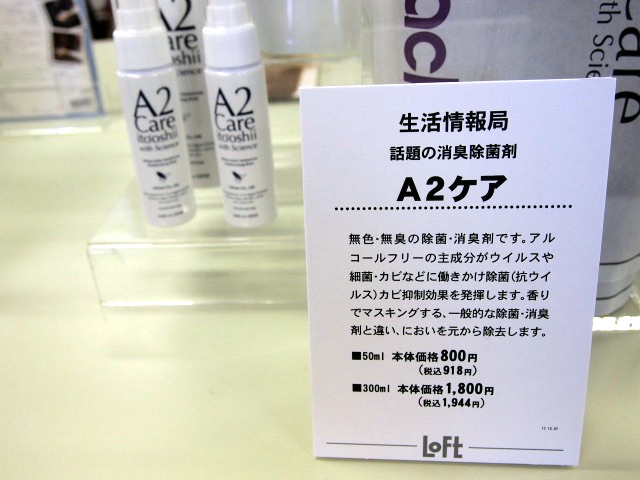 A2
Care
itooshii
with Science
A2
Care
itooshii
with Science
Care
ooshii
Science
ach
are
th Scien
生活情報局
話題の消臭除菌剤
A2ケア
無色・無臭の除菌・消臭剤です。アル
コールフリーの主成分がウイルスや
細菌・カビなどに働きかけ除菌(抗ウイ
ルス)カビ抑制効果を発揮します。香り
でマスキングする、一般的な除菌・消臭
剤と違い、においを元から除去します。
■50ml 本体価格800円
(税込918円)
■300ml 本体価格1,800円
(税込1,944円)
LOFT